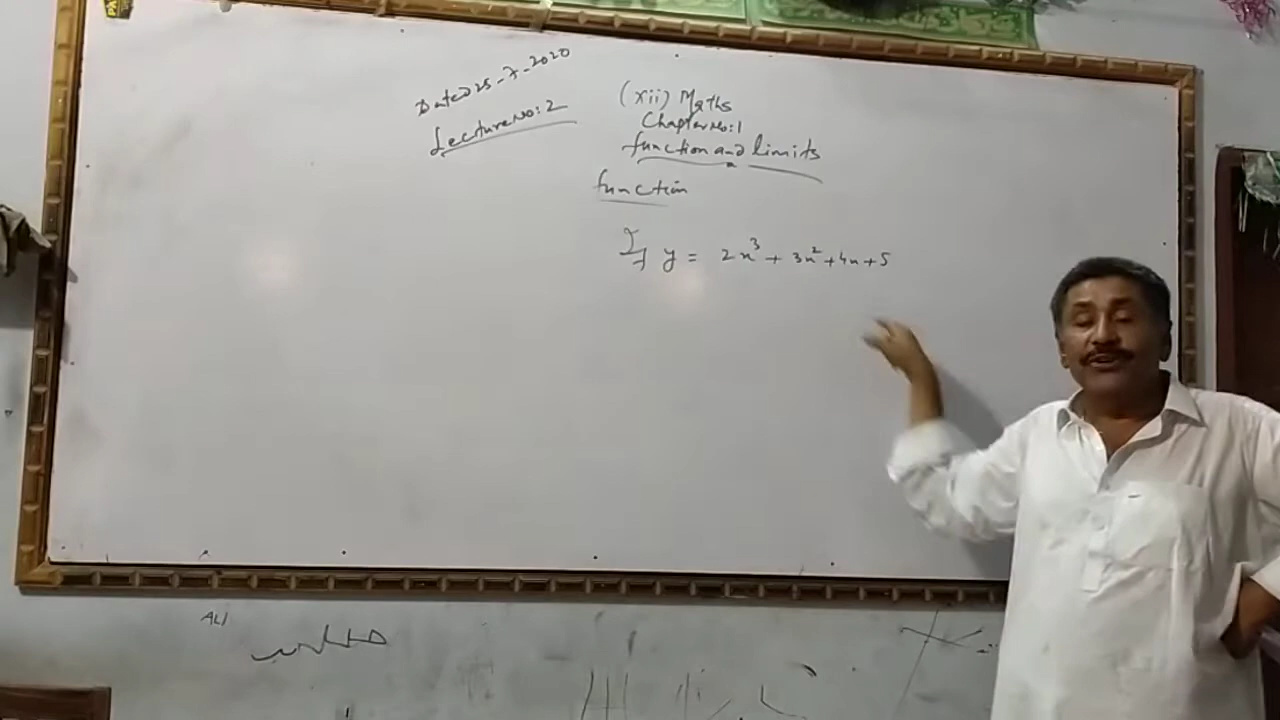 Dated 25-7-2020
Lecture No: 2
(xii) Maths
Chapter No: 1
function and limits
function
If y = 2x³ + 3x² + 4x + 5
ALI